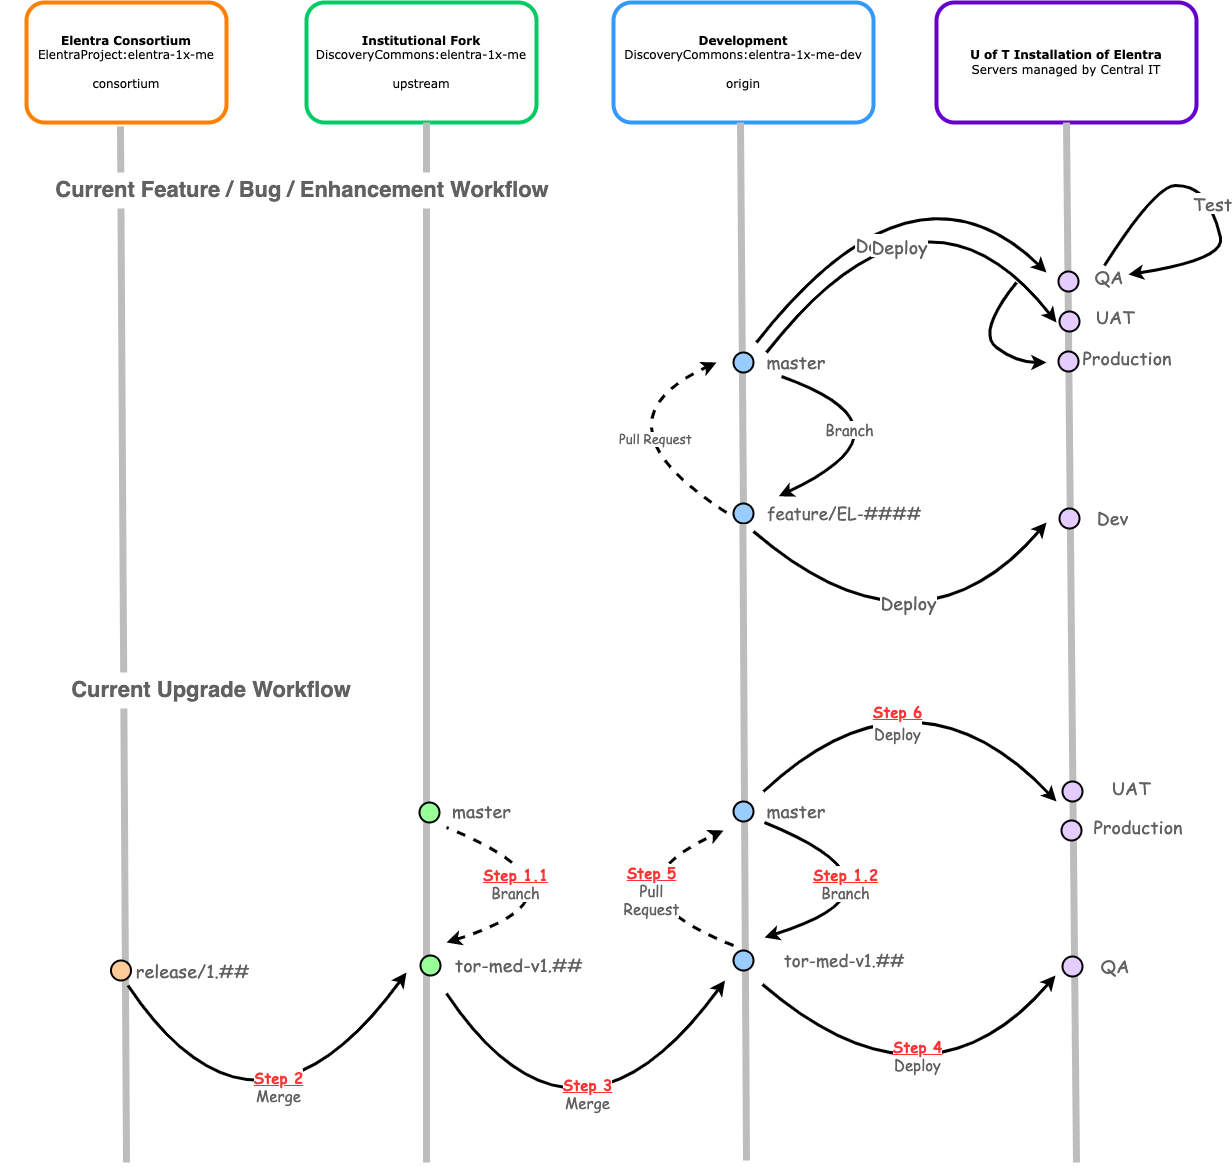 Elentra Consortium
ElentraProject:elentra-1x-me
consortium
Institutional Fork
DiscoveryCommons:elentra-1x-me
upstream
Development
DiscoveryCommons:elentra-1x-me-dev
origin
U of T Installation of Elentra
Servers managed by Central IT
Current Feature / Bug / Enhancement Workflow
Test
Deploy
QA
UAT
Production
master
Branch
Pull Request
feature/EL-####
Dev
Deploy
Current Upgrade Workflow
Step 6
Deploy
UAT
master
master
Production
Step 1.1
Branch
Step 5
Pull
Request
Step 1.2
Branch
release/1.##
tor-med-v1.##
tor-med-v1.##
QA
Step 4
Deploy
Step 2
Merge
Step 3
Merge